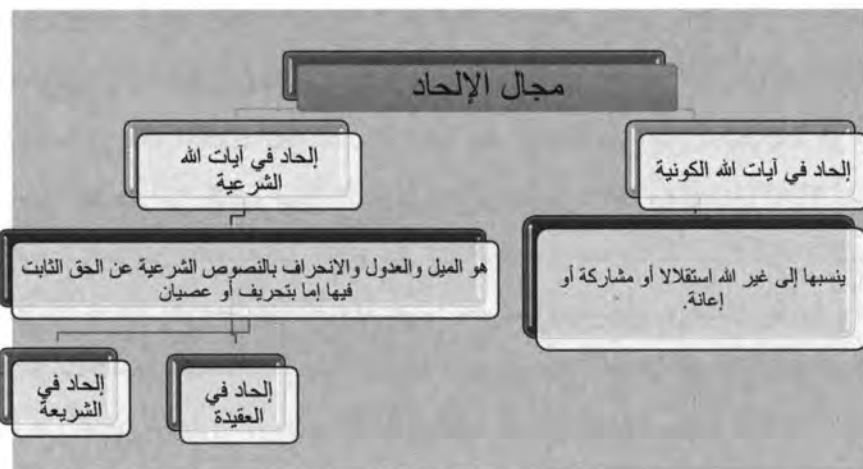 مجال الإلحاد
إلحاد في آيات الله الكونية
ينسبها إلى غير الله استقلالا أو مشاركة أو
إعانة.
إلحاد في آيات الله
الشرعية
هو الميل والعدول والانحراف بالنصوص الشرعية عن الحق الثابت
فيها إما بتحريف أو عصيان
إلحاد في
العقيدة
إلحاد في
الشريعة